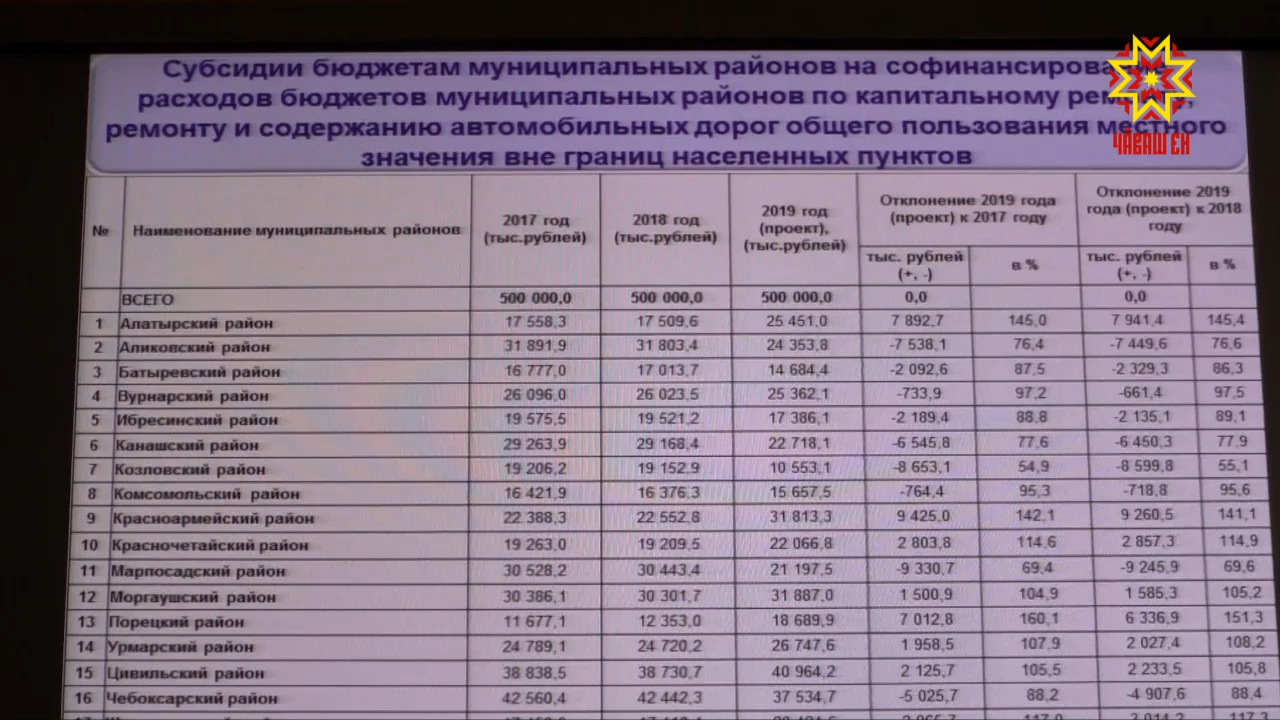 Субсидии бюджетам муниципальных районов на
расходов бюджетов муниципальных районов по капитальному
ремонту и содержанию автомобильных дорог общего пользования местного
значения вне границ населенных пунктов
ЧӐВАШ ЕН
№ Наименование муниципальных районов 2017 год (тыс.рублей) 2018 год (тыс.рублей) 2019 год (проект), (тыс.рублей) Отклонение 2019 года (проект) к 2017 году Отклонение 2019 года (проект) к 2018 году
тыс. рублей (+, -) в % тыс. рублей (+, -) в %
ВСЕГО 500 000,0 500 000,0 500 000,0 0,0 0,0
1 Алатырский район 17 558,3 17 509,6 25 451,0 7 892,7 145,0 7 941,4 145,4
2 Аликовский район 31 891,9 31 803,4 24 353,8 -7 538,1 76,4 -7 449,6 76,6
3 Батыревский район 16 777,0 17 013,7 14 684,4 -2 092,6 87,5 -2 329,3 86,3
4 Вурнарский район 26 096,0 26 023,5 25 362,1 -733,9 97,2 -661,4 97,5
5 Ибресинский район 19 575,5 19 521,2 17 386,1 -2 189,4 88,8 -2 135,1 89,1
6 Канашский район 29 263,9 29 168,4 22 718,1 -6 545,8 77,6 -6 450,3 77,9
7 Козловский район 19 206,2 19 152,9 10 553,1 -8 653,1 54,9 -8 599,8 55,1
8 Комсомольский район 16 421,9 16 376,3 15 657,5 -764,4 95,3 -718,8 95,6
9 Красноармейский район 22 388,3 22 552,8 31 813,3 9 425,0 142,1 9 260,5 141,1
10 Красночетайский район 19 263,0 19 209,5 22 066,8 2 803,8 114,6 2 857,3 114,9
11 Марпосадский район 30 528,2 30 443,4 21 197,5 -9 330,7 69,4 -9 245,9 69,6
12 Моргаушский район 30 386,1 30 301,7 31 887,0 1 500,9 104,9 1 585,3 105,2
13 Порецкий район 11 677,1 12 353,0 18 689,9 7 012,8 160,1 6 336,9 151,3
14 Урмарский район 24 789,1 24 720,2 26 747,6 1 958,5 107,9 2 027,4 108,2
15 Цивильский район 38 838,5 38 730,7 40 964,2 2 125,7 105,5 2 233,5 105,8
16 Чебоксарский район 42 560,4 42 442,3 37 534,7 -5 025,7 88,2 -4 907,6 88,4